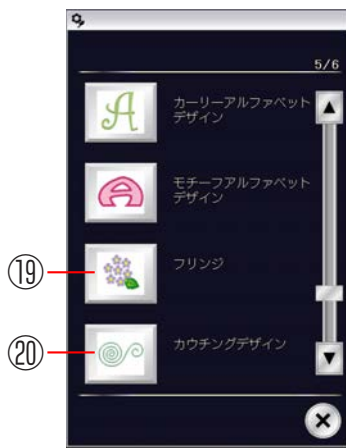 5/6
カーリーアルファベット
デザイン
モチーフアルファベット
デザイン
⑲
フリンジ
⑳
カウチングデザイン